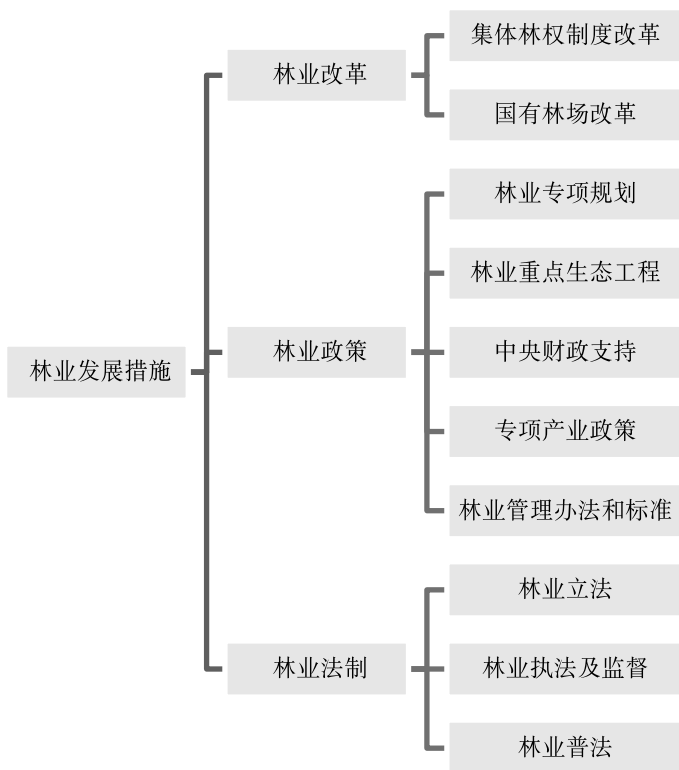 林业发展措施
林业改革
集体林权制度改革
国有林场改革
林业政策
林业专项规划
林业重点生态工程
中央财政支持
专项产业政策
林业管理办法和标准
林业法制
林业立法
林业执法及监督
林业普法